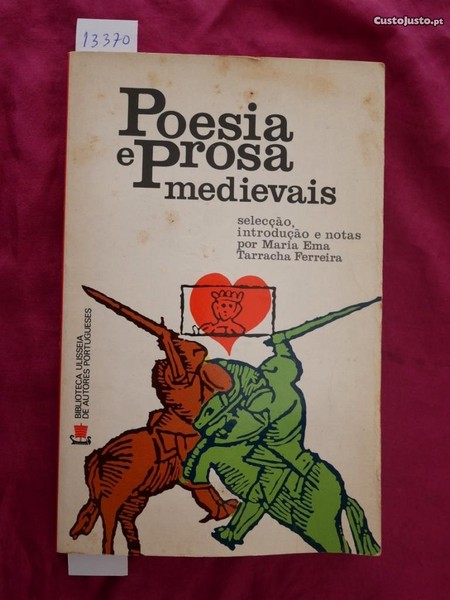 CustoJusto.pt
13370
Poesia
e Prosa
medievais
selecção,
introdução e notas
por Maria Ema
Tarracha Ferreira
BIBLIOTECA ULISSEIA
DE AUTORES PORTUGUESES